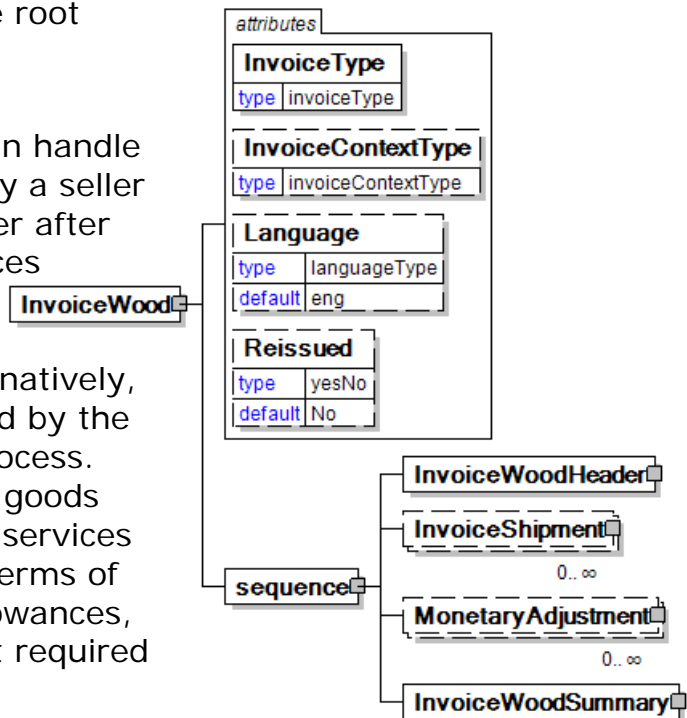 e root
n handle
y a seller
er after
ces
natively,
d by the
ocess.
goods
services
erms of
owances,
t required
attributes
InvoiceType
type invoiceType
InvoiceContextType
type invoiceContextType
Language
type languageType
default eng
Reissued
type yesNo
default No
InvoiceWood
sequence
InvoiceWoodHeader
InvoiceShipment
0.. ∞
MonetaryAdjustment
0.. ∞
InvoiceWoodSummary